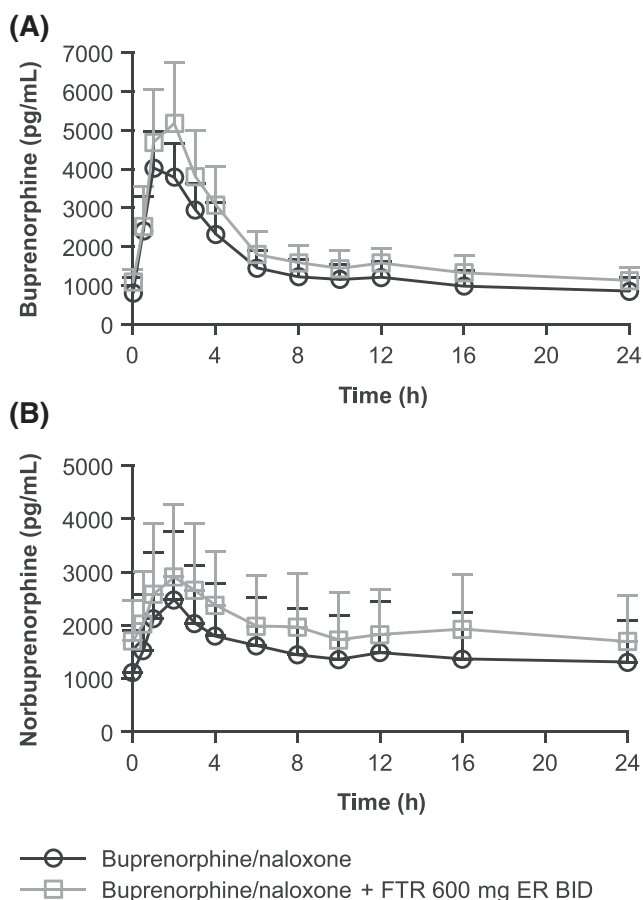 (A)
Buprenorphine (pg/mL)
7000
6000
5000
4000
3000
2000
1000
0
0 4 8 12 16 20 24
Time (h)
(B)
Norbuprenorphine (pg/mL)
5000
4000
3000
2000
1000
0
0 4 8 12 16 20 24
Time (h)
Buprenorphine/naloxone
Buprenorphine/naloxone + FTR 600 mg ER BID